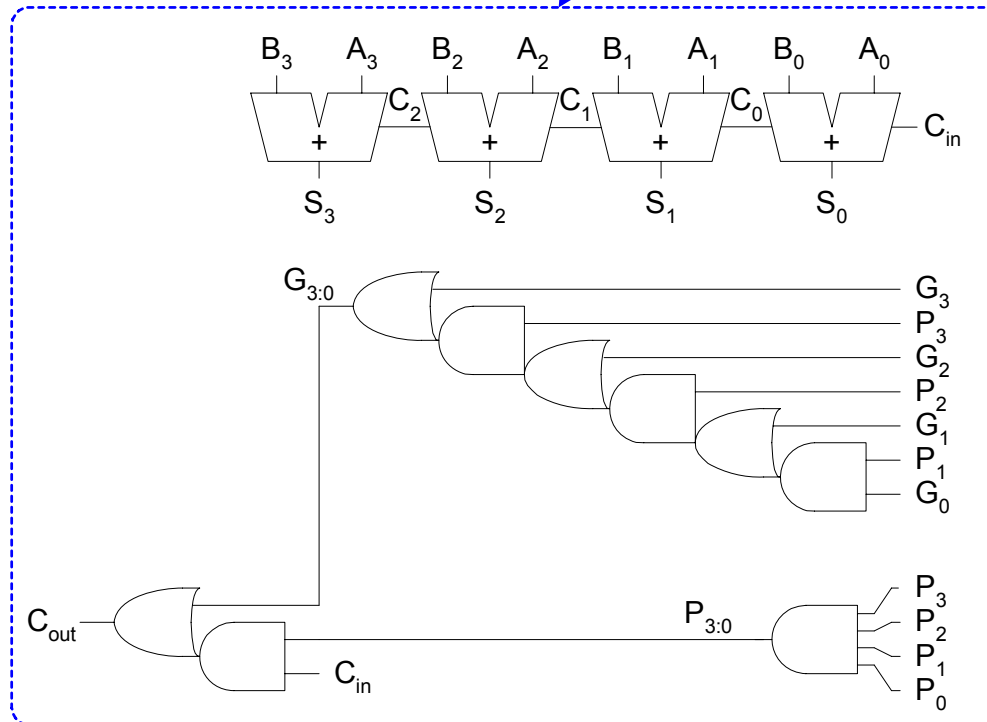 B3 A3 B2 A2 B1 A1 B0 A0
C2 C1 C0 Cin
+ + + +
S3 S2 S1 S0
G3:0
G3
P3
G2
P2
G1
P1
G0
Cout
Cin
P3:0
P3
P2
P1
P0